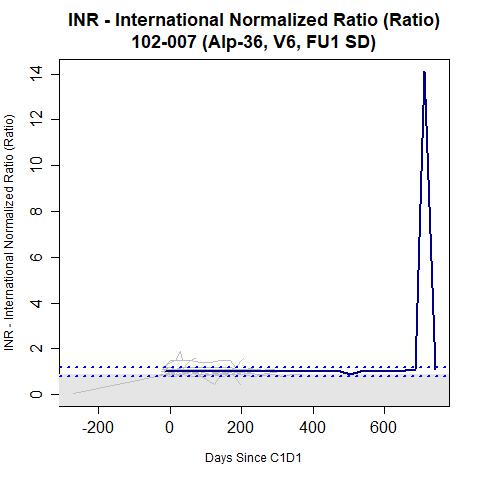 INR - International Normalized Ratio (Ratio)
102-007 (Alp-36, V6, FU1 SD)
INR - International Normalized Ratio (Ratio)
14
12
10
8
6
4
2
0
-200 0 200 400 600
Days Since C1D1